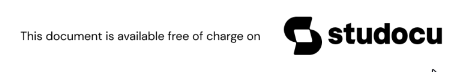 This document is available free of charge on studocu